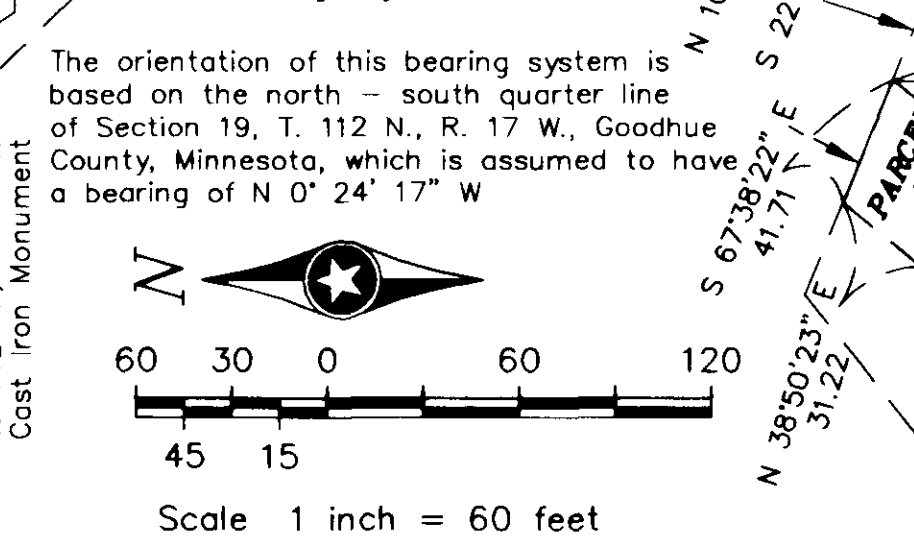 The orientation of this bearing system is
based on the north – south quarter line
of Section 19, T. 112 N., R. 17 W., Goodhue
County, Minnesota, which is assumed to have
a bearing of N 0° 24' 17" W
Cast Iron Monument
N
60 30 0 60 120
45 15
Scale 1 inch = 60 feet
S 22
S 67°38'22" E
41.71
N 38°50'23" E
31.22